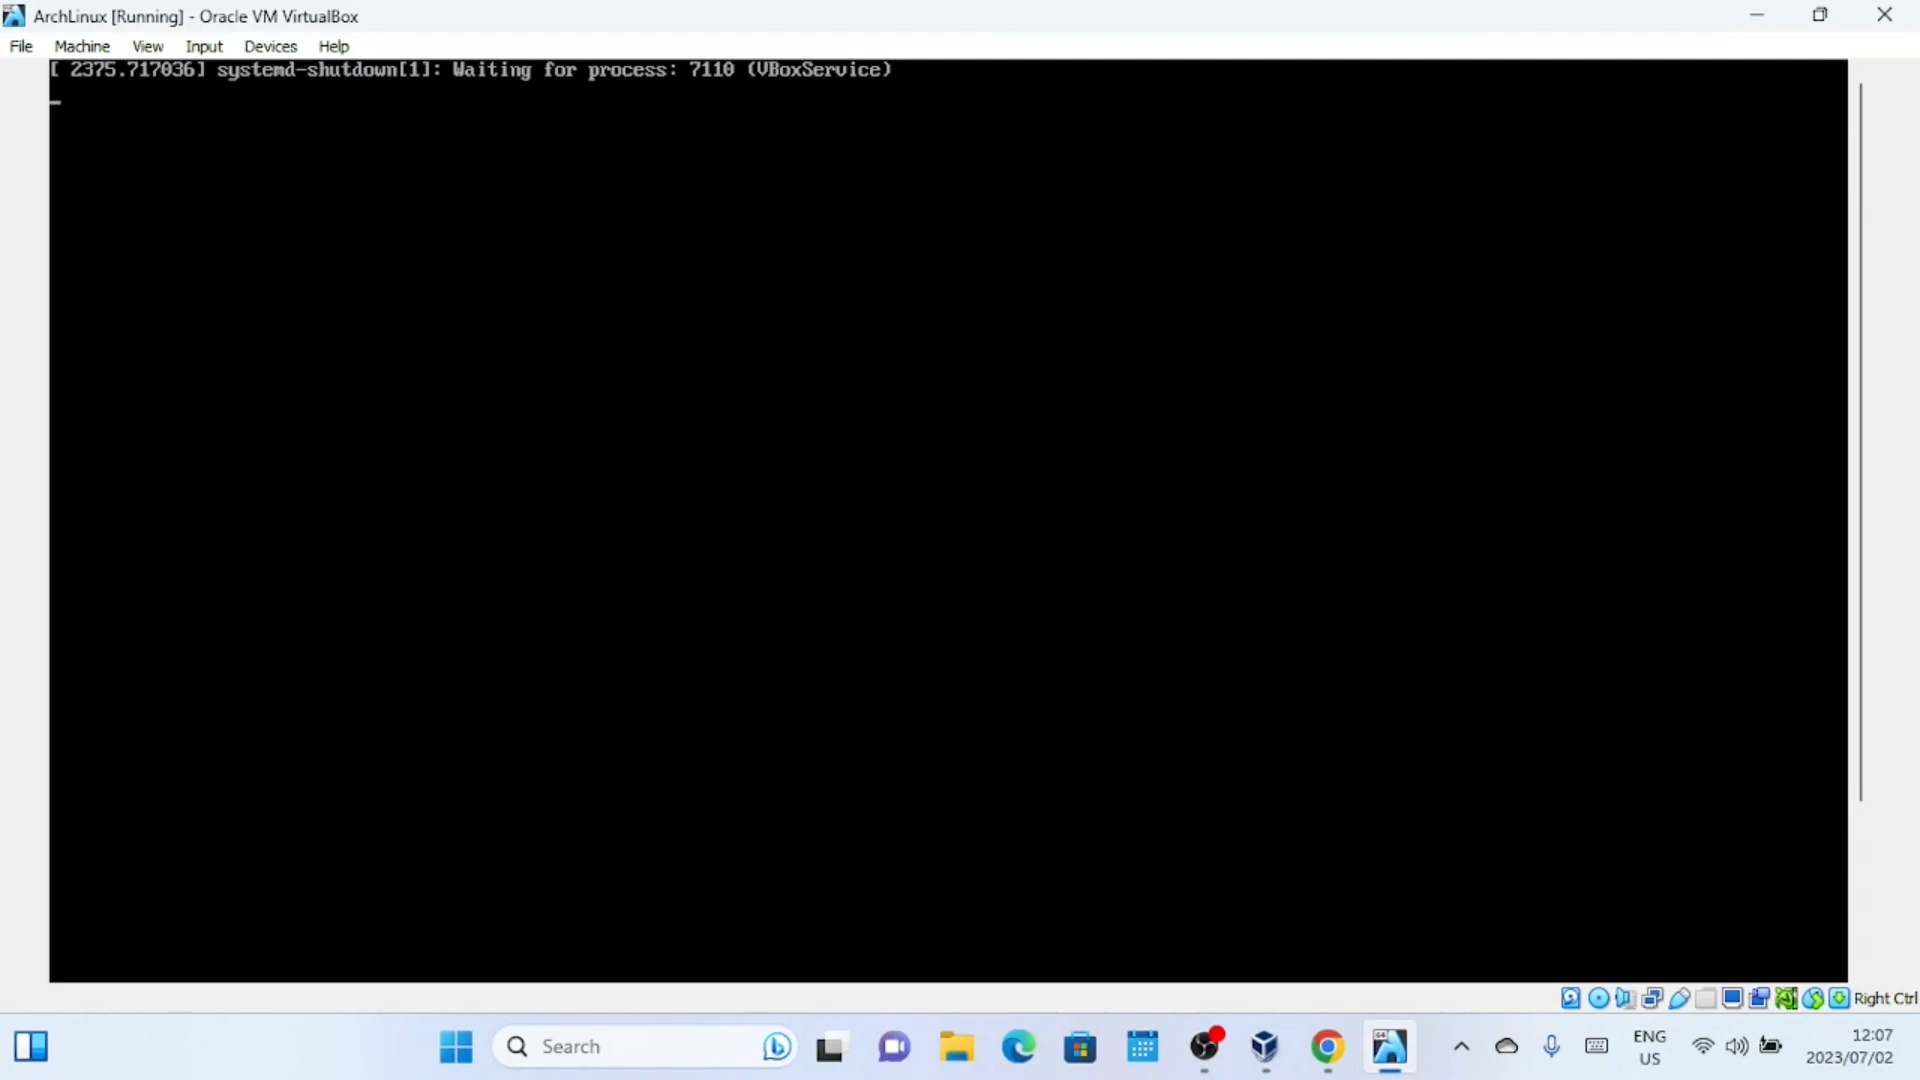 ArchLinux [Running] - Oracle VM VirtualBox
File Machine View Input Devices Help
[ 2375.717036] systemd-shutdown[1]: Waiting for process: 7110 (VBoxService)
Right Ctrl
Search
ENG
US
12:07
2023/07/02